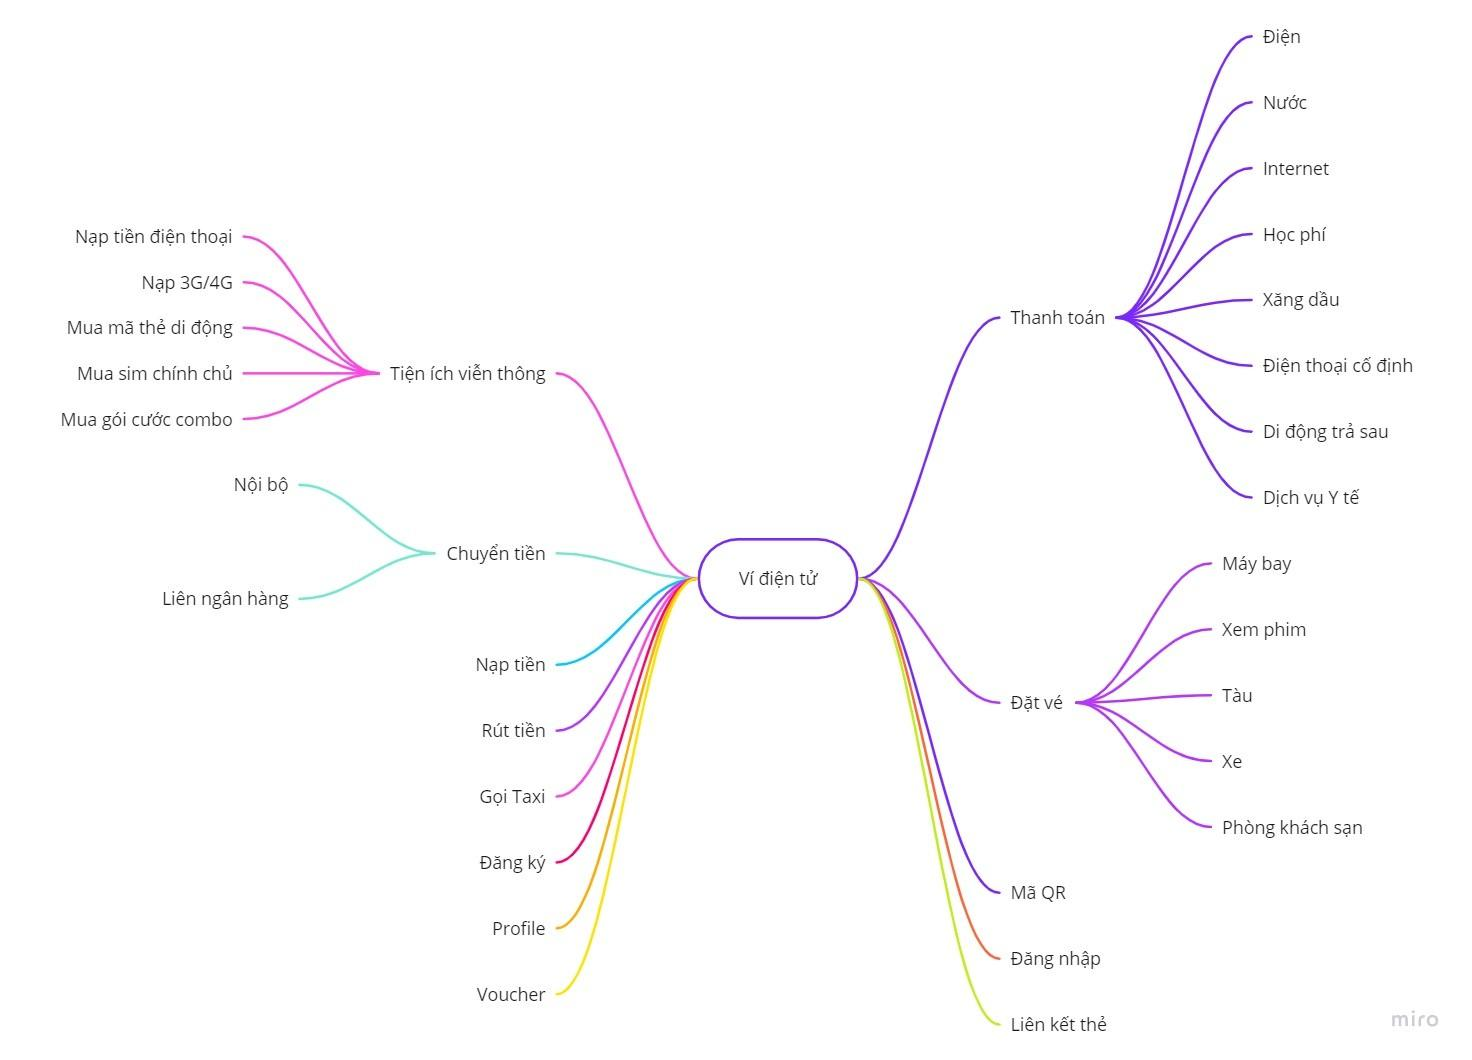 Ví điện tử
Tiện ích viễn thông
Nạp tiền điện thoại
Nạp 3G/4G
Mua mã thẻ di động
Mua sim chính chủ
Mua gói cước combo
Chuyển tiền
Nội bộ
Liên ngân hàng
Nạp tiền
Rút tiền
Gọi Taxi
Đăng ký
Profile
Voucher
Thanh toán
Điện
Nước
Internet
Học phí
Xăng dầu
Điện thoại cố định
Di động trả sau
Dịch vụ Y tế
Đặt vé
Máy bay
Xem phim
Tàu
Xe
Phòng khách sạn
Mã QR
Đăng nhập
Liên kết thẻ
miro